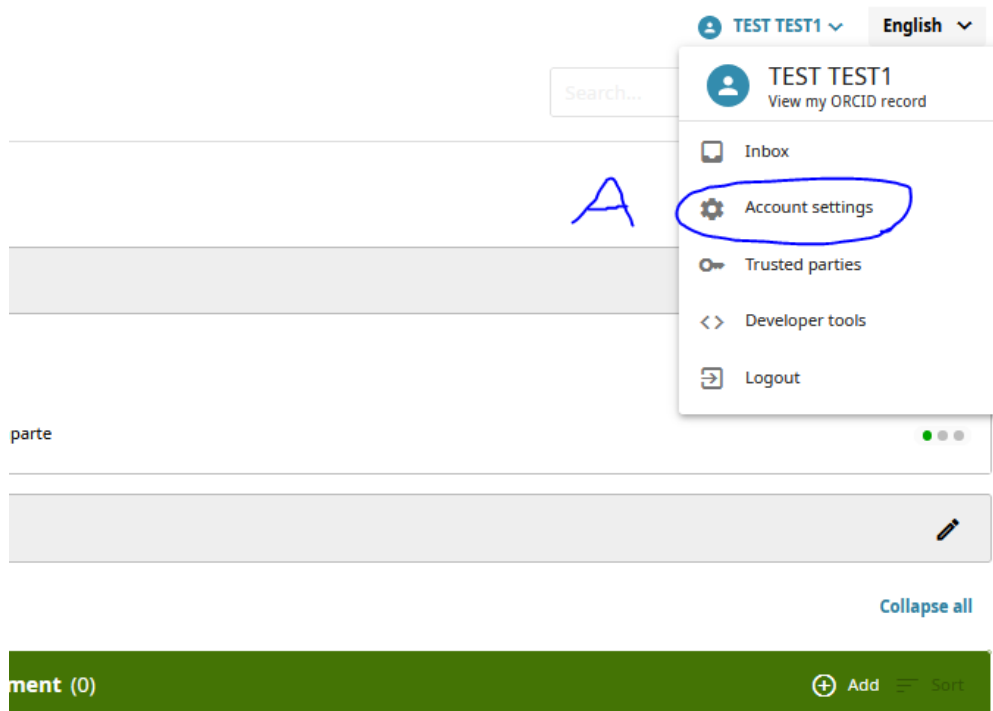 TEST TEST1 English
TEST TEST1
Search...
View my ORCID record
Inbox
A
Account settings
Trusted parties
Developer tools
Logout
parte
Collapse all
ment (0) Add Sort